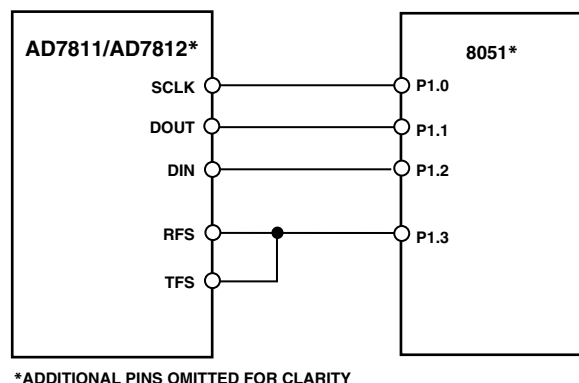 AD7811/AD7812*
8051*
SCLK
P1.0
DOUT
P1.1
DIN
P1.2
RFS
P1.3
TFS
*ADDITIONAL PINS OMITTED FOR CLARITY